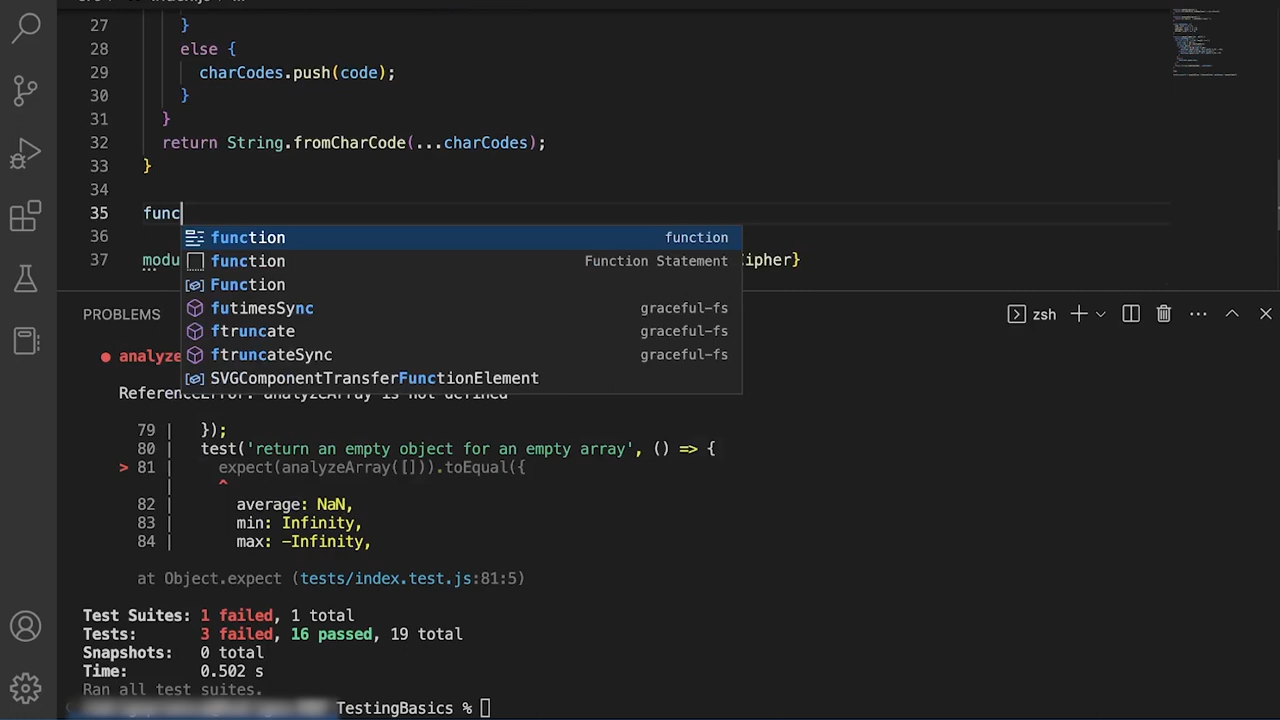 27 }
28 else {
29 charCodes.push(code);
30 }
31 }
32 return String.fromCharCode(...charCodes);
33 }
34
35 func
36
37 modu ipher}
function function
function Function Statement
Function
futimesSync graceful-fs
ftruncate graceful-fs
ftruncateSync graceful-fs
SVGComponentTransferFunctionElement
PROBLEMS zsh
● analyze
ReferenceError: analyzeArray is not defined
79 | });
80 | test('return an empty object for an empty array', () => {
> 81 | expect(analyzeArray([])).toEqual({
| ^
82 | average: NaN,
83 | min: Infinity,
84 | max: -Infinity,
at Object.expect (tests/index.test.js:81:5)
Test Suites: 1 failed, 1 total
Tests: 3 failed, 16 passed, 19 total
Snapshots: 0 total
Time: 0.502 s
Ran all test suites.
TestingBasics %